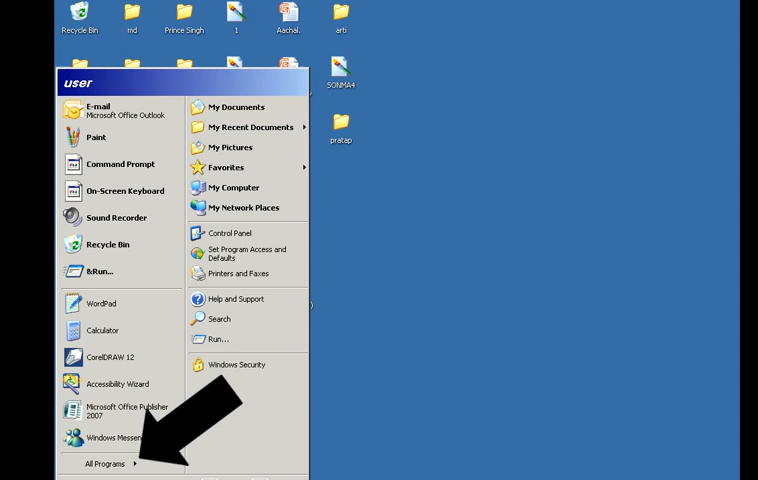 Recycle Bin
md
Prince Singh
1
Aachal.
arti
SONMA4
pratap
user
E-mail
Microsoft Office Outlook
Paint
Command Prompt
On-Screen Keyboard
Sound Recorder
Recycle Bin
&Run...
WordPad
Calculator
CorelDRAW 12
Accessibility Wizard
Microsoft Office Publisher
2007
Windows Messen
All Programs
My Documents
My Recent Documents
My Pictures
Favorites
My Computer
My Network Places
Control Panel
Set Program Access and
Defaults
Printers and Faxes
Help and Support
Search
Run...
Windows Security